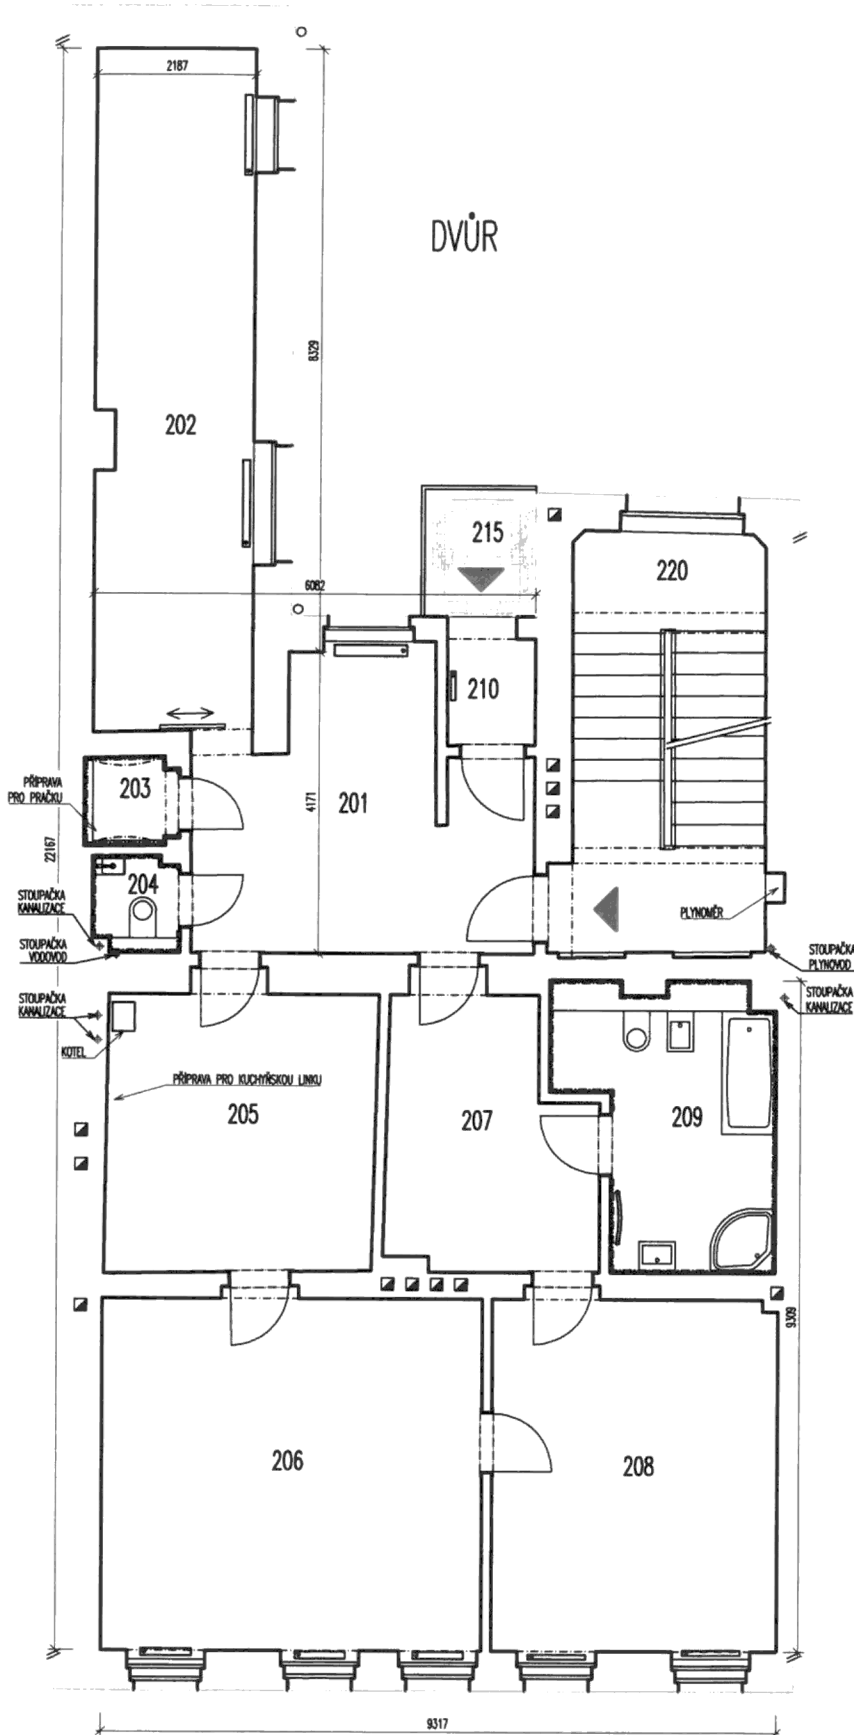 2187
DVŮR
8329
202
215
220
6082
210
203
PŘÍPRAVA
PRO PRAČKU
201
4171
22167
204
STOUPAČKA
KANALIZACE
PLYNOMĚR
STOUPAČKA
VODOVOD
STOUPAČKA
PLYNOVOD
STOUPAČKA
KANALIZACE
STOUPAČKA
KANALIZACE
KOTEL
PŘÍPRAVA PRO KUCHYŇSKOU LINKU
205
207
209
9309
206
208
9317